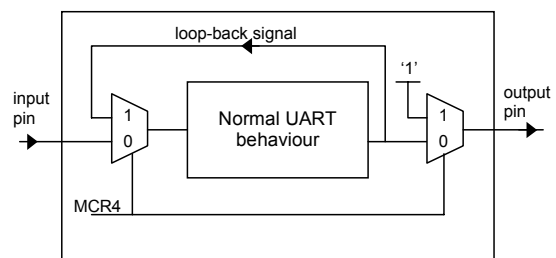 loop-back signal
'1'
input
pin
output
pin
1
0
Normal UART
behaviour
1
0
MCR4